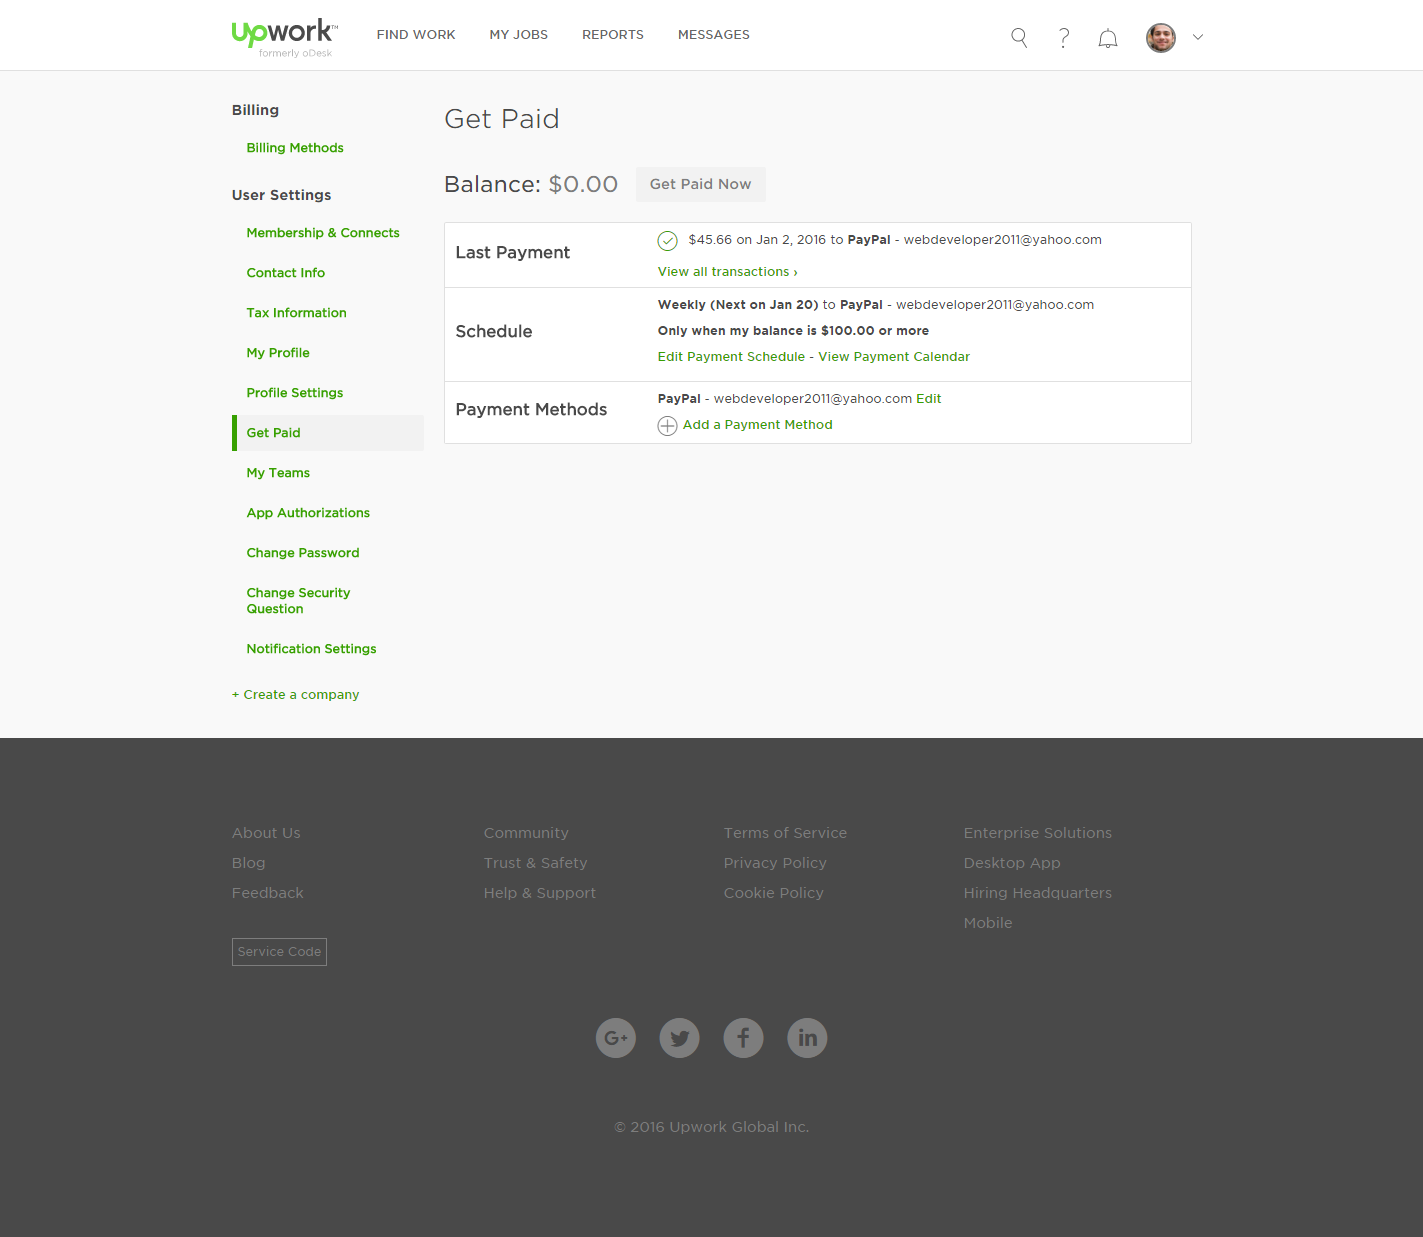 upwork™
formerly oDesk
FIND WORK
MY JOBS
REPORTS
MESSAGES
Billing
Billing Methods
User Settings
Membership & Connects
Contact Info
Tax Information
My Profile
Profile Settings
Get Paid
My Teams
App Authorizations
Change Password
Change Security
Question
Notification Settings
+ Create a company
Get Paid
Balance: $0.00
Get Paid Now
Last Payment
$45.66 on Jan 2, 2016 to PayPal - webdeveloper2011@yahoo.com
View all transactions ›
Schedule
Weekly (Next on Jan 20) to PayPal - webdeveloper2011@yahoo.com
Only when my balance is $100.00 or more
Edit Payment Schedule - View Payment Calendar
Payment Methods
PayPal - webdeveloper2011@yahoo.com Edit
Add a Payment Method
About Us
Blog
Feedback
Community
Trust & Safety
Help & Support
Terms of Service
Privacy Policy
Cookie Policy
Enterprise Solutions
Desktop App
Hiring Headquarters
Mobile
Service Code
G+
f
in
© 2016 Upwork Global Inc.